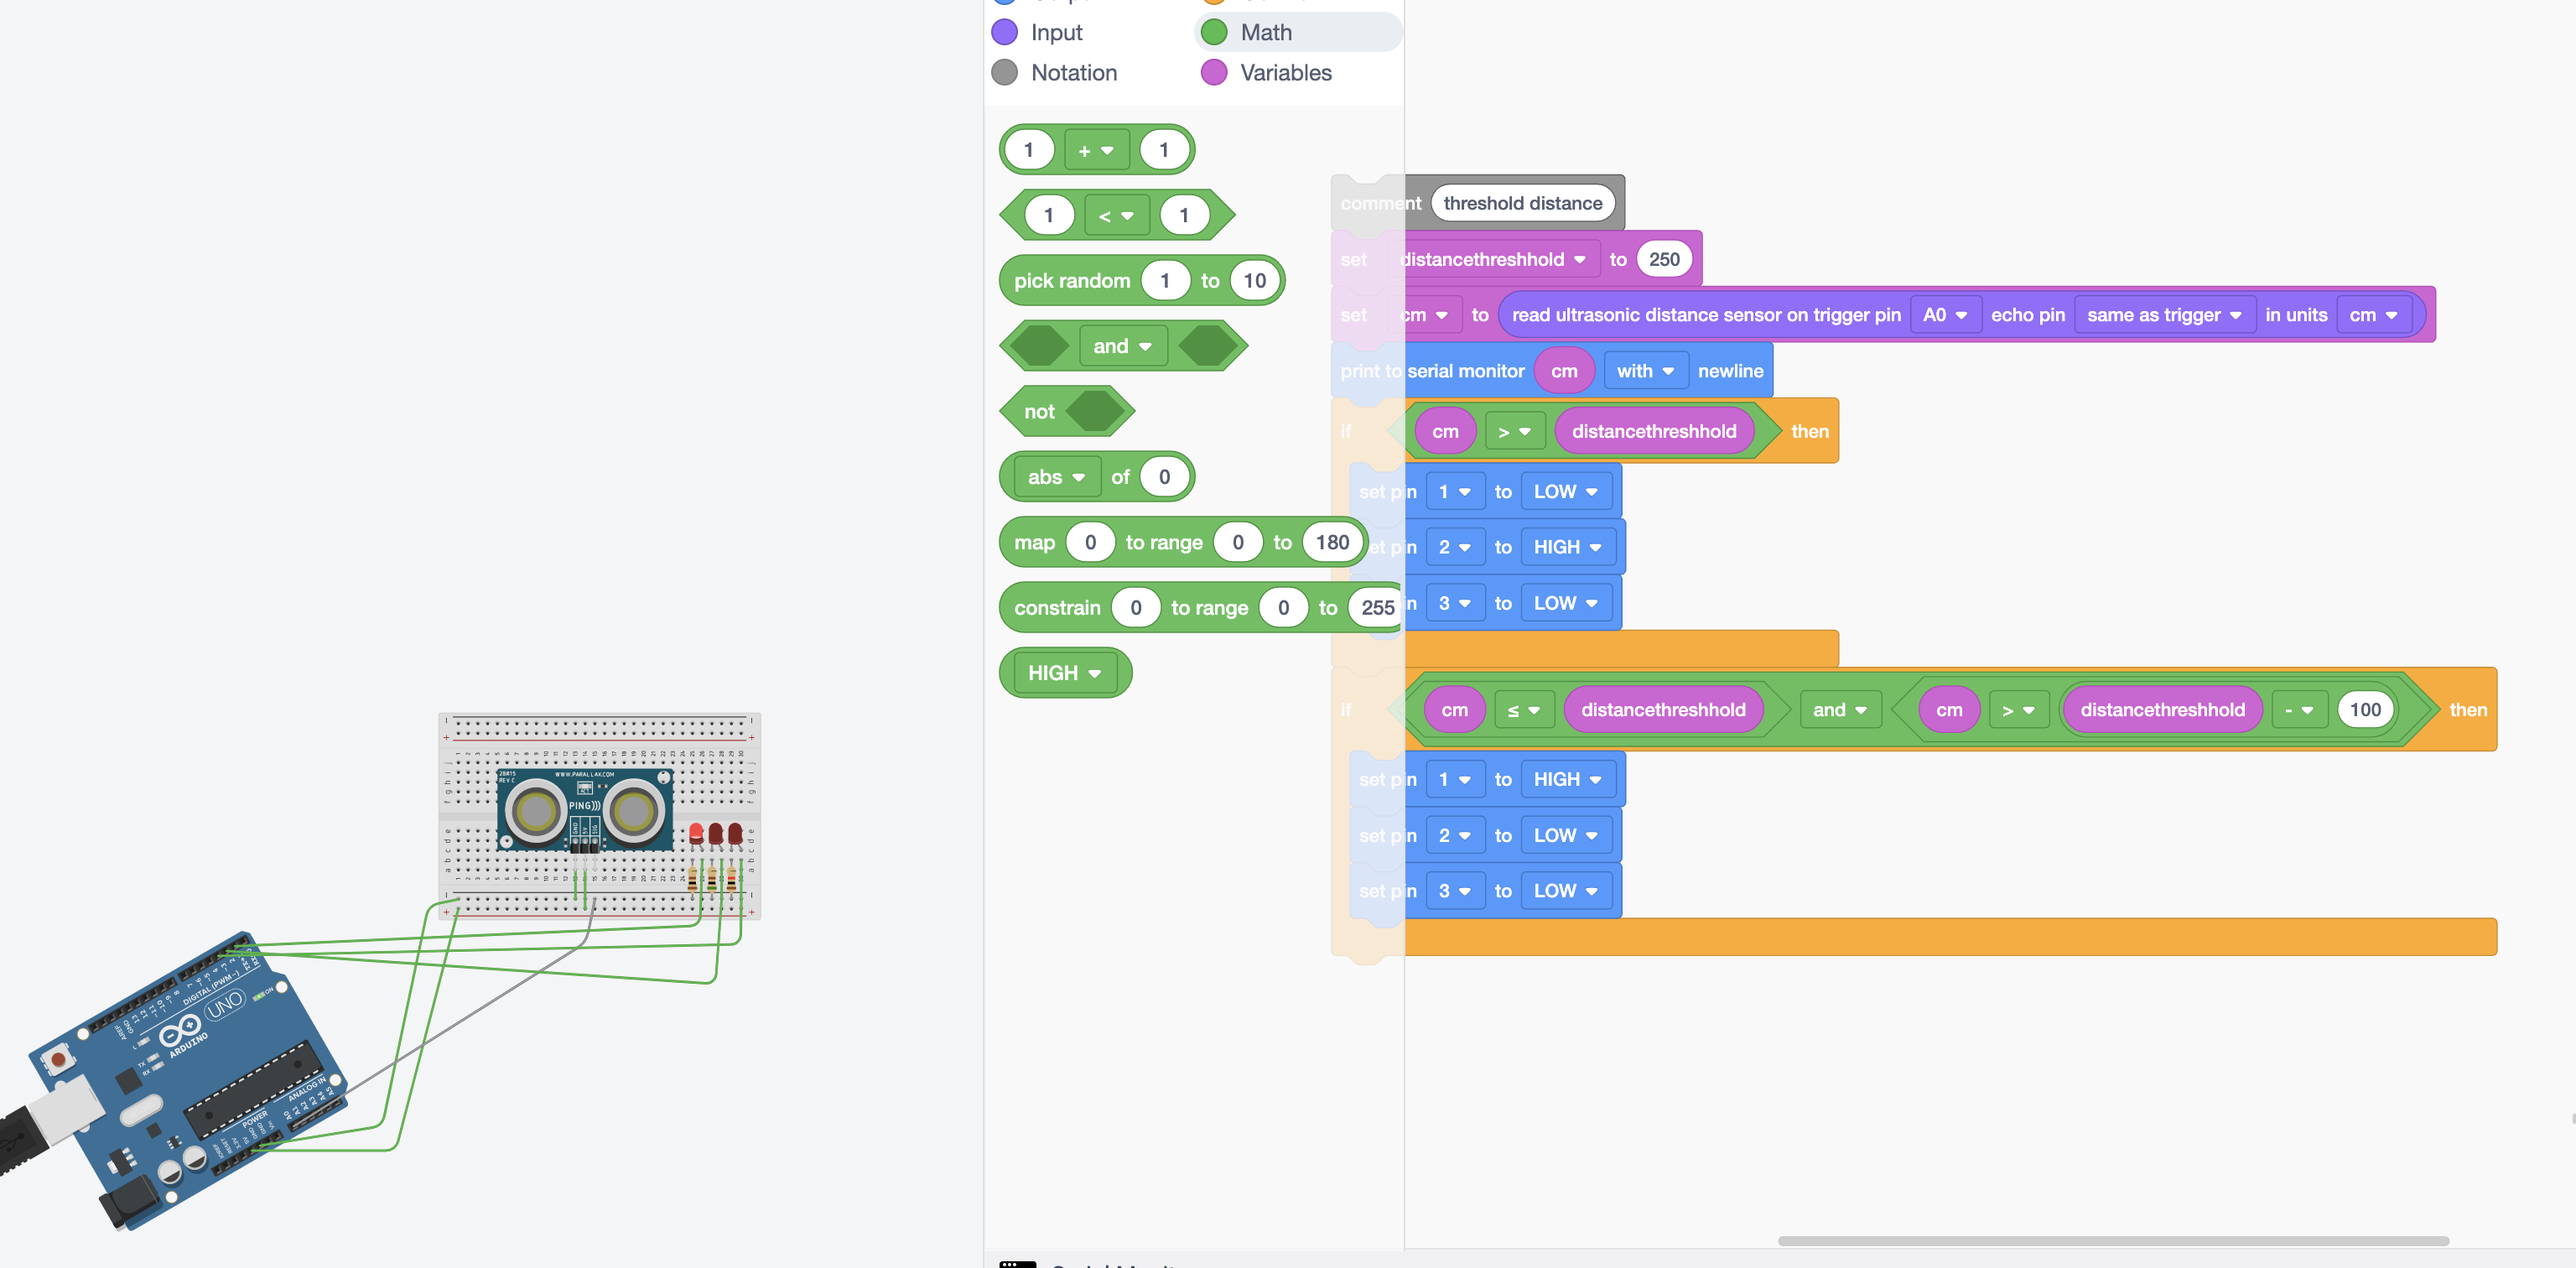 Input
Math
Notation
Variables
1 + 1
1 < 1
pick random 1 to 10
and
not
abs of 0
map 0 to range 0 to 180
constrain 0 to range 0 to 255
HIGH
comment threshold distance
set distancethreshhold to 250
set cm to read ultrasonic distance sensor on trigger pin A0 echo pin same as trigger in units cm
print to serial monitor cm with newline
if cm > distancethreshhold then
set pin 1 to LOW
set pin 2 to HIGH
set pin 3 to LOW
if cm ≤ distancethreshhold and cm > distancethreshhold - 100 then
set pin 1 to HIGH
set pin 2 to LOW
set pin 3 to LOW
WWW.PARALLAX.COM
PING)))
GND 5V SIG
DIGITAL (PWM~)
UNO
ARDUINO
ON
TX
RX
ANALOG IN
POWER